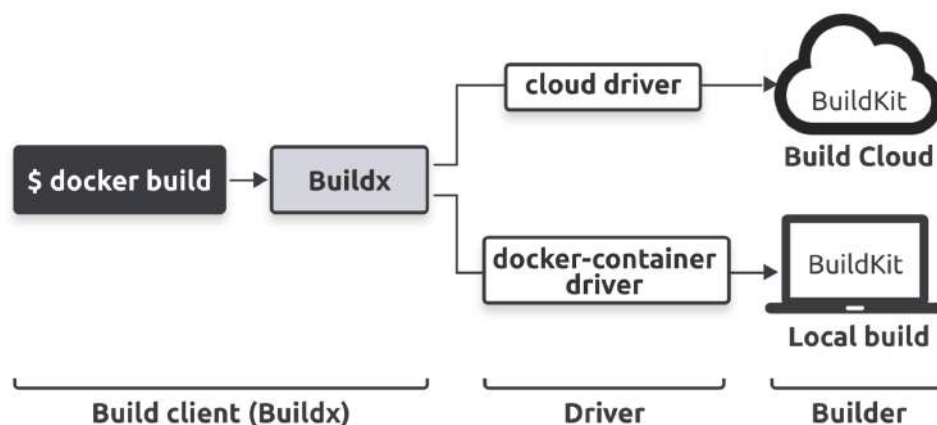 cloud driver
BuildKit
Build Cloud
$ docker build
Buildx
docker-container
driver
BuildKit
Local build
Build client (Buildx)
Driver
Builder